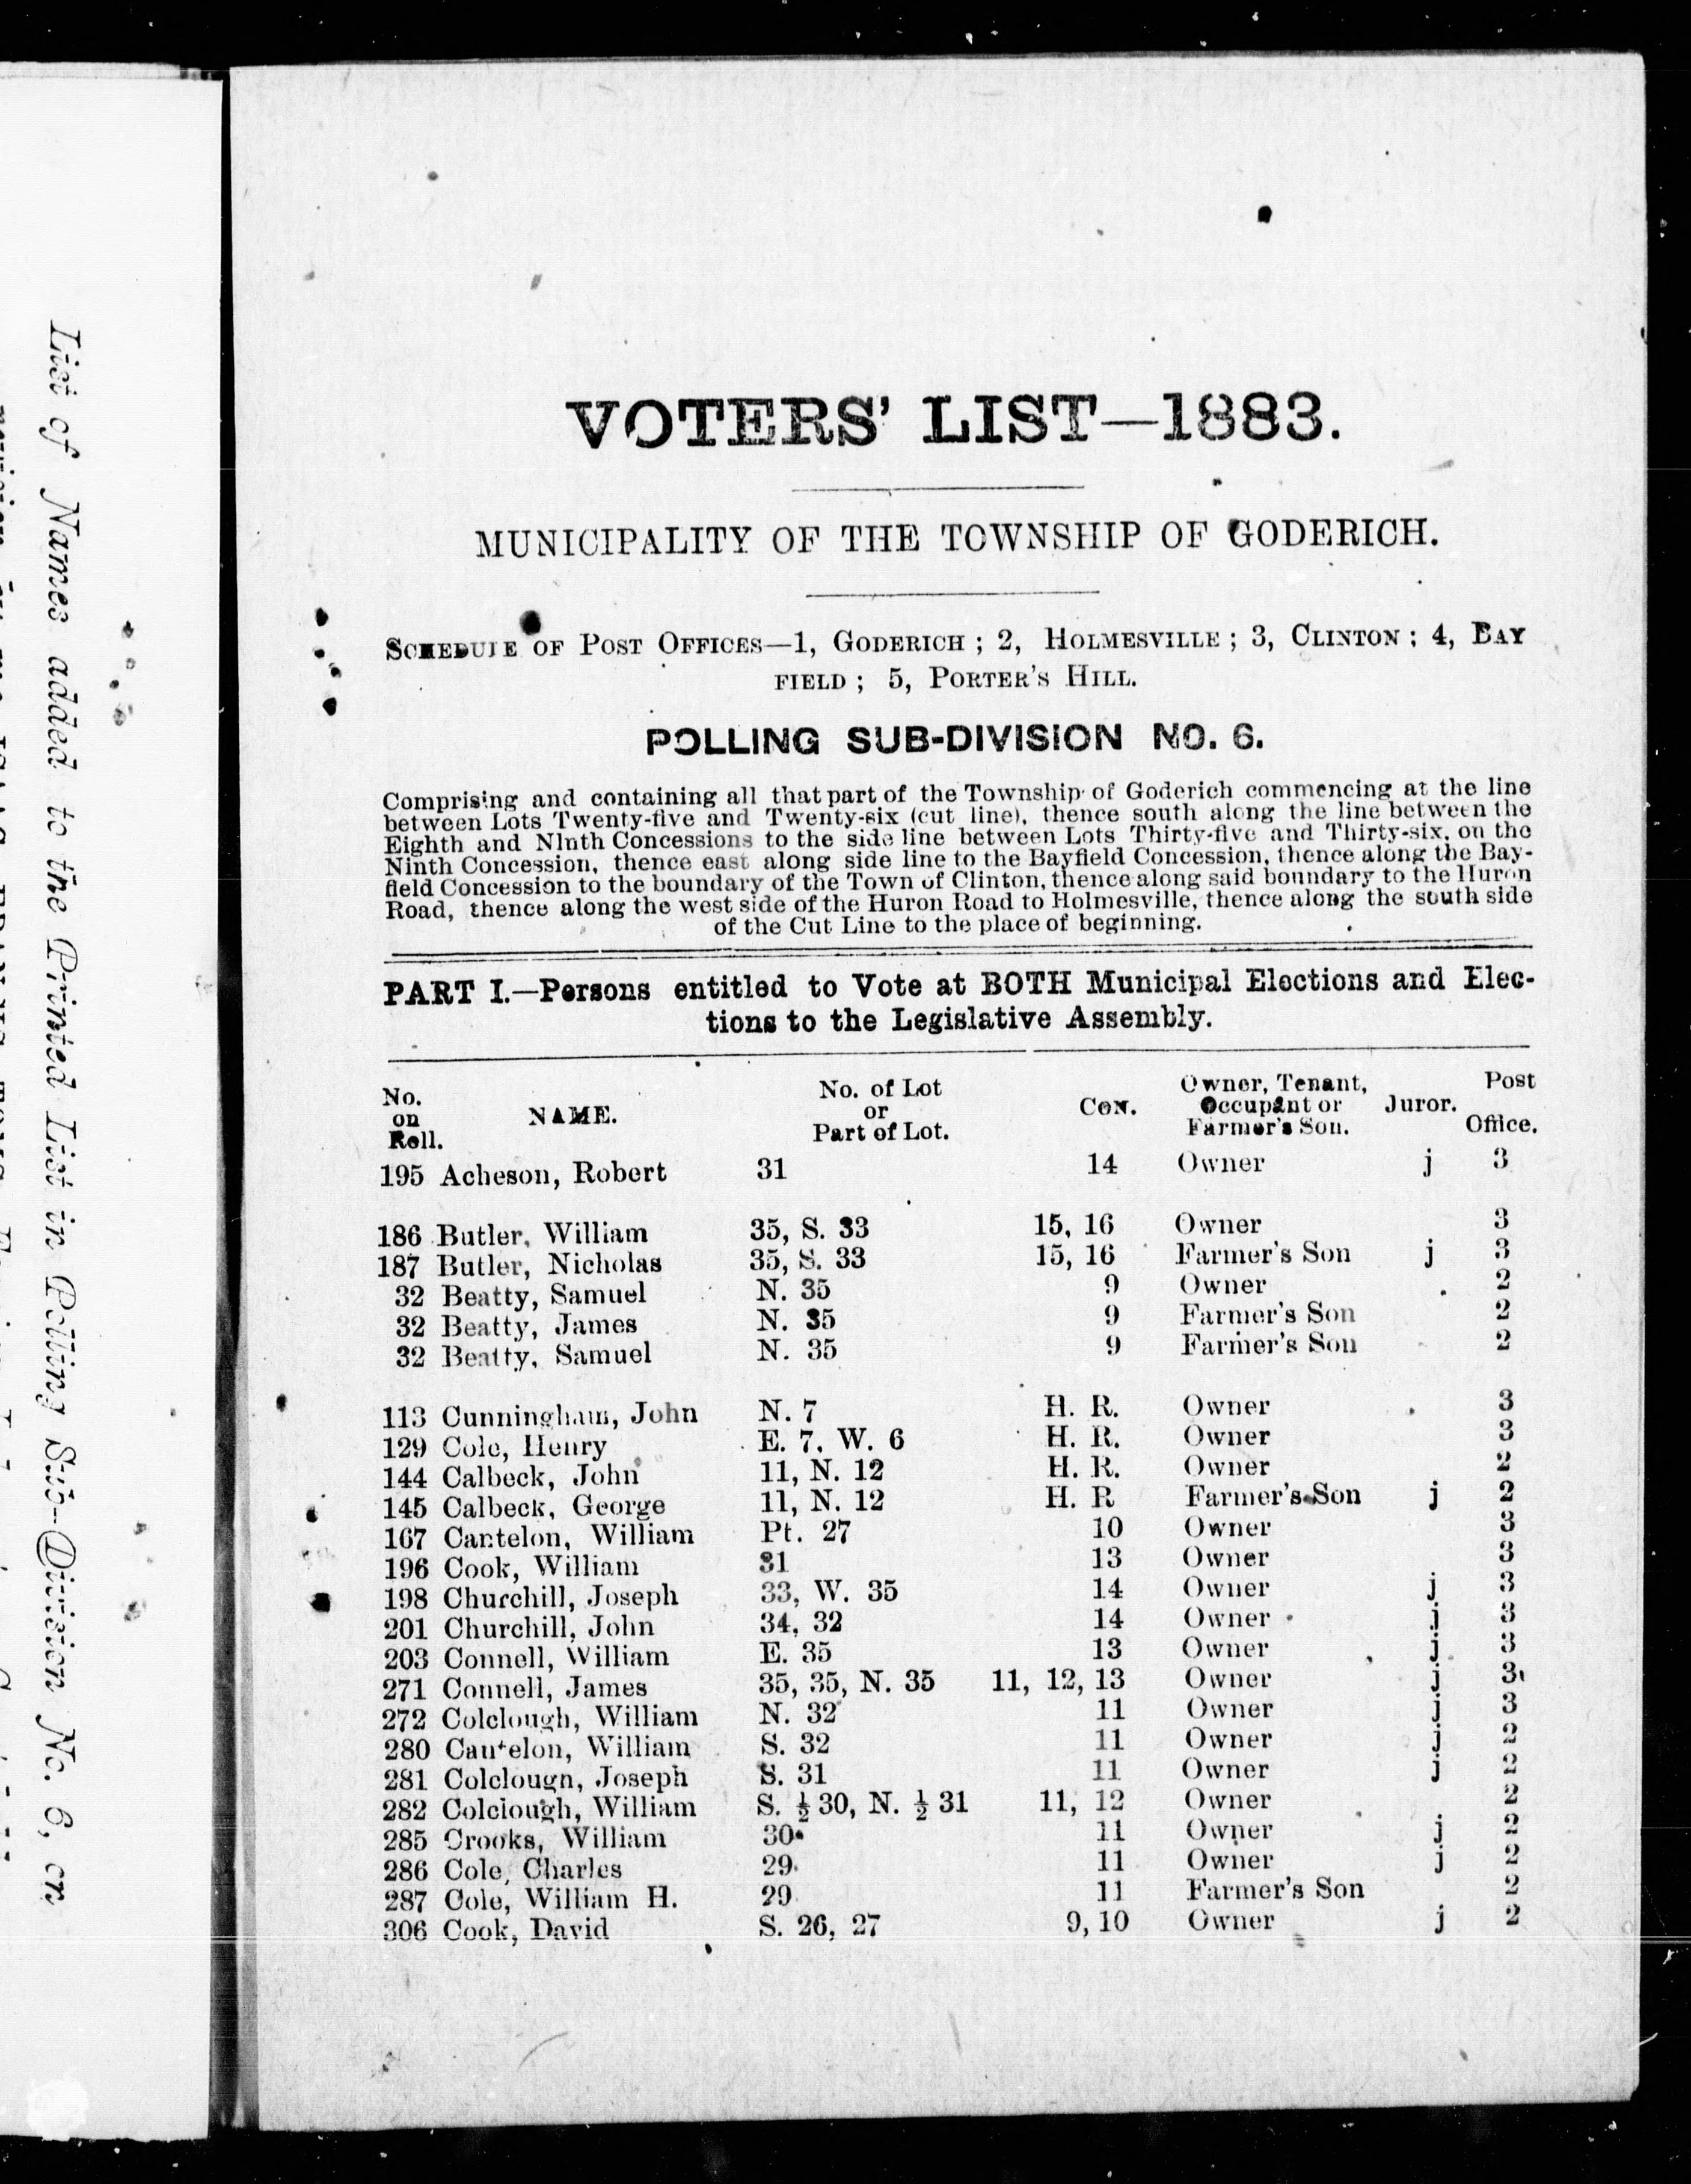 List of Names added to the Printed List in Polling Sub-Division No. 6, on
VOTERS' LIST—1883.
MUNICIPALITY OF THE TOWNSHIP OF GODERICH.
SCHEDULE OF POST OFFICES—1, GODERICH ; 2, HOLMESVILLE ; 3, CLINTON ; 4, BAY
FIELD ; 5, PORTER'S HILL.
POLLING SUB-DIVISION NO. 6.
Comprising and containing all that part of the Township of Goderich commencing at the line
between Lots Twenty-five and Twenty-six (cut line), thence south along the line between the
Eighth and Ninth Concessions to the side line between Lots Thirty-five and Thirty-six, on the
Ninth Concession, thence east along side line to the Bayfield Concession, thence along the Bay-
field Concession to the boundary of the Town of Clinton, thence along said boundary to the Huron
Road, thence along the west side of the Huron Road to Holmesville, thence along the south side
of the Cut Line to the place of beginning.
PART I.—Persons entitled to Vote at BOTH Municipal Elections and Elec-
tions to the Legislative Assembly.
No. on Roll. NAME. No. of Lot or Part of Lot. CON. Owner, Tenant, Occupant or Farmer's Son. Juror. Post Office.
195 Acheson, Robert 31 14 Owner j 3
186 Butler, William 35, S. 33 15, 16 Owner 3
187 Butler, Nicholas 35, S. 33 15, 16 Farmer's Son j 3
32 Beatty, Samuel N. 35 9 Owner 2
32 Beatty, James N. 35 9 Farmer's Son 2
32 Beatty, Samuel N. 35 9 Farmer's Son 2
113 Cunningham, John N. 7 H. R. Owner 3
129 Cole, Henry E. 7, W. 6 H. R. Owner 3
144 Calbeck, John 11, N. 12 H. R. Owner 2
145 Calbeck, George 11, N. 12 H. R Farmer's Son j 2
167 Cantelon, William Pt. 27 10 Owner 3
196 Cook, William 31 13 Owner 3
198 Churchill, Joseph 33, W. 35 14 Owner j 3
201 Churchill, John 34, 32 14 Owner j 3
203 Connell, William E. 35 13 Owner j 3
271 Connell, James 35, 35, N. 35 11, 12, 13 Owner j 3
272 Colclough, William N. 32 11 Owner j 3
280 Cantelon, William S. 32 11 Owner j 2
281 Colclougn, Joseph S. 31 11 Owner j 2
282 Colclough, William S. ½ 30, N. ½ 31 11, 12 Owner 2
285 Crooks, William 30 11 Owner j 2
286 Cole, Charles 29 11 Owner j 2
287 Cole, William H. 29 11 Farmer's Son 2
306 Cook, David S. 26, 27 9, 10 Owner j 2